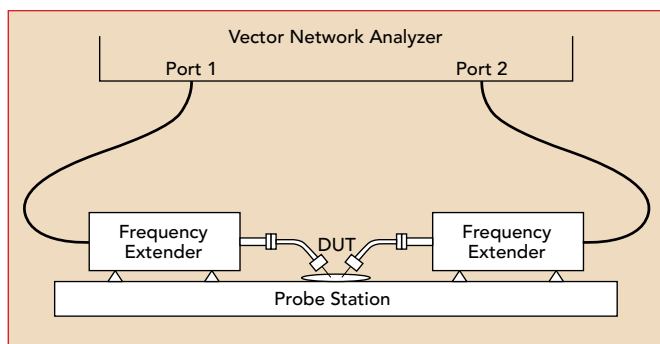 Vector Network Analyzer
Port 1
Port 2
Frequency
Extender
DUT
Frequency
Extender
Probe Station